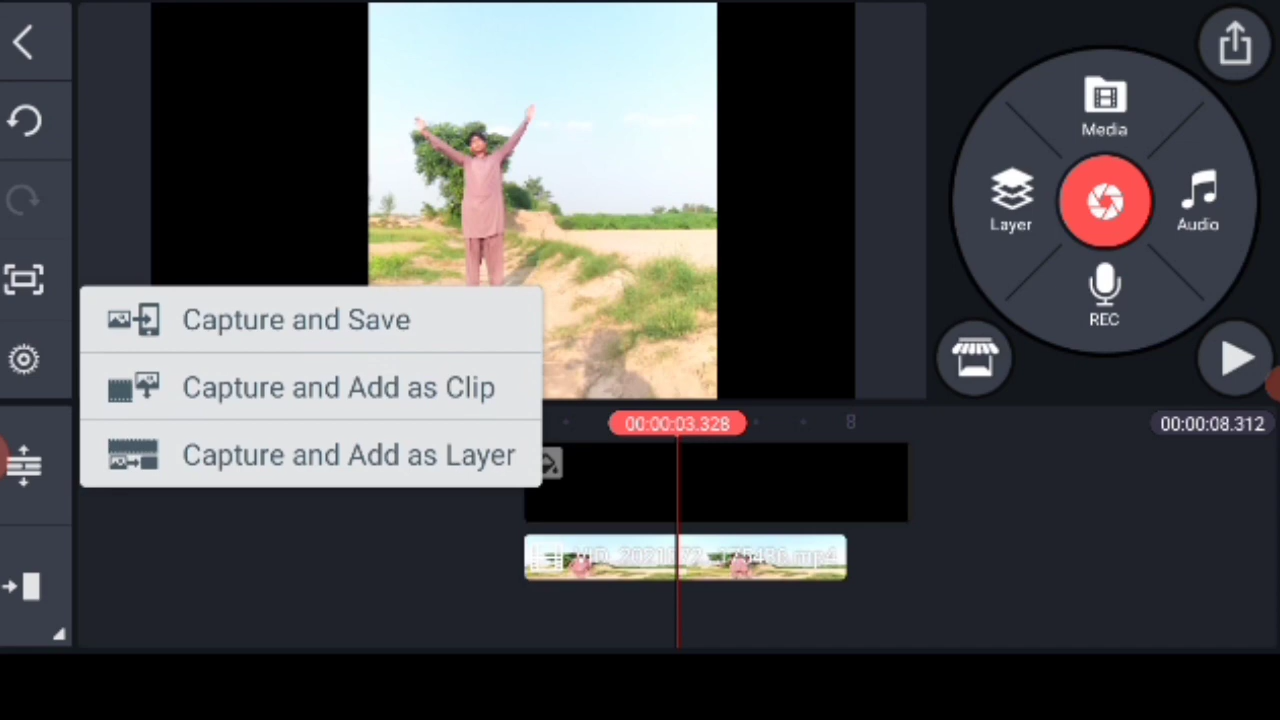 Media
Layer
Audio
REC
Capture and Save
Capture and Add as Clip
Capture and Add as Layer
00:00:03.328
8
00:00:08.312